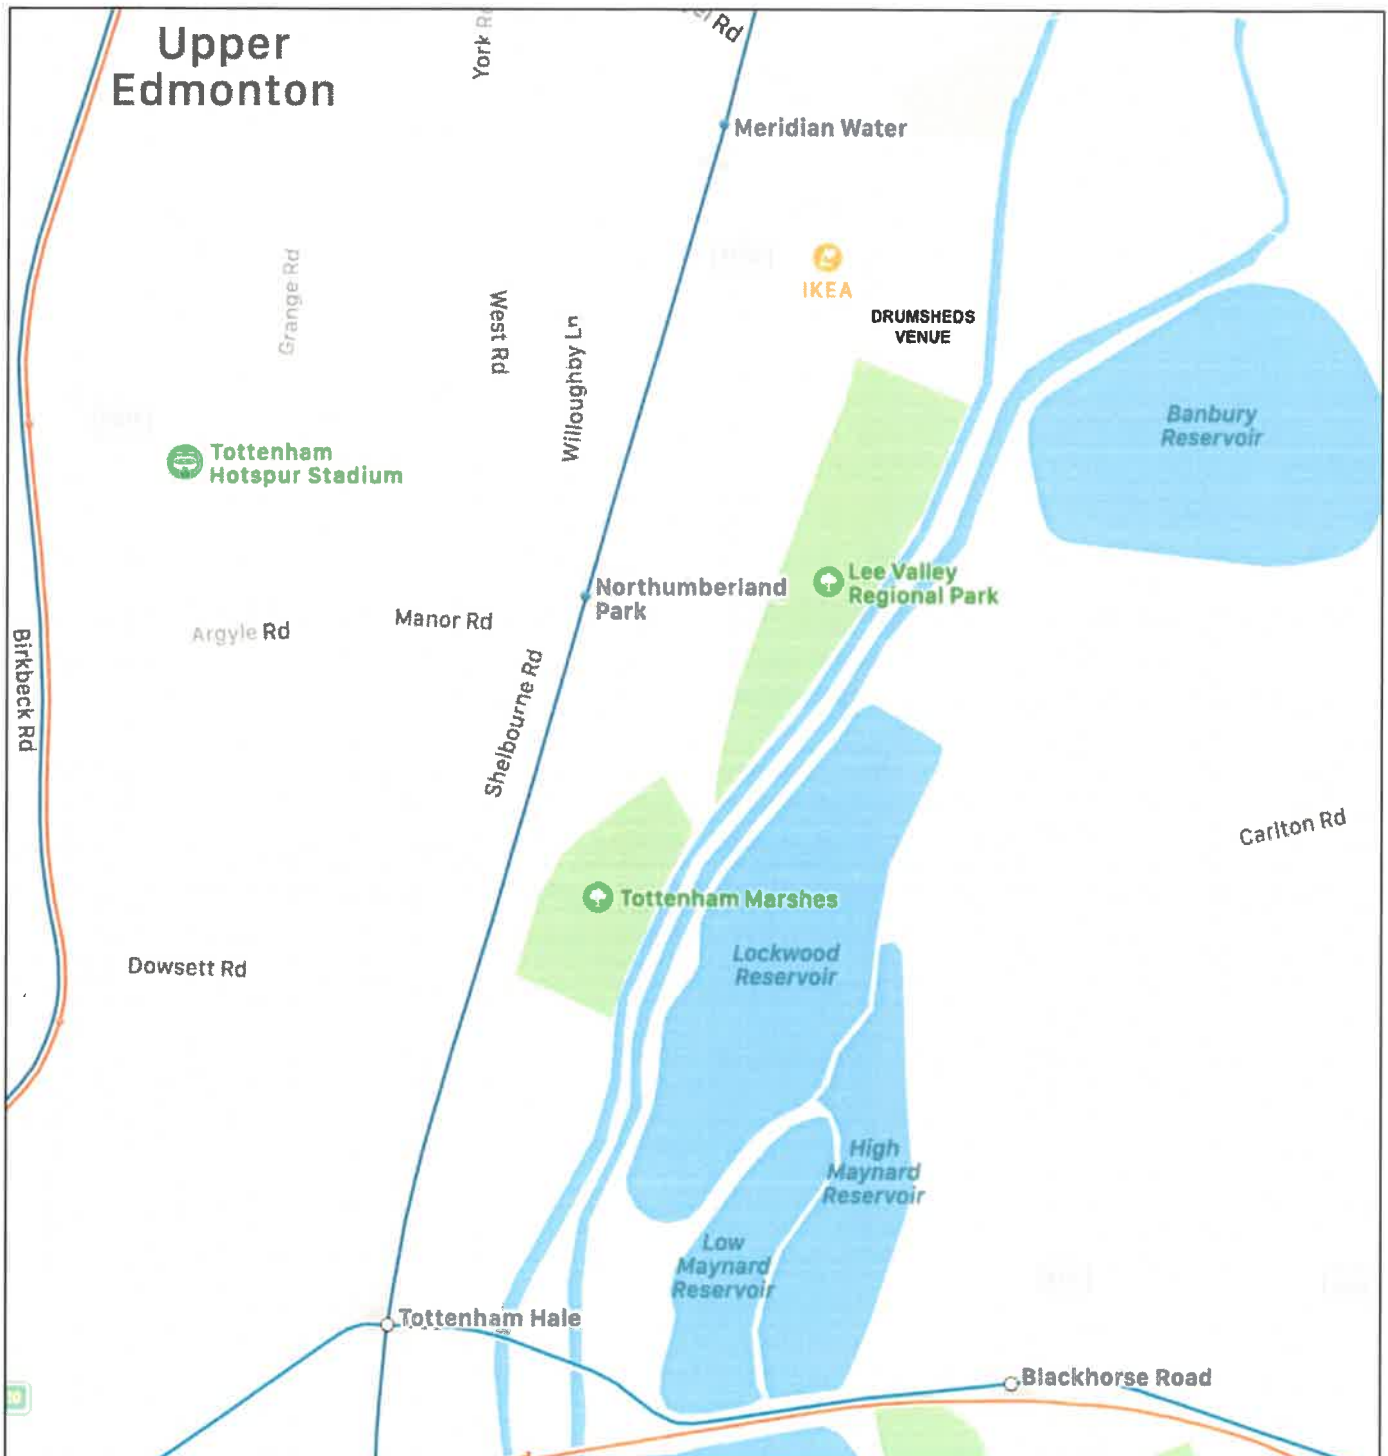 Upper
Edmonton
York
Rd
Meridian Water
IKEA
DRUMSHEDS
VENUE
Grange Rd
West Rd
Willoughby Ln
Banbury
Reservoir
Tottenham
Hotspur Stadium
Northumberland
Park
Lee Valley
Regional Park
Birkbeck Rd
Argyle Rd
Manor Rd
Shelbourne Rd
Carlton Rd
Tottenham Marshes
Lockwood
Reservoir
Dowsett Rd
High
Maynard
Reservoir
Low
Maynard
Reservoir
Tottenham Hale
Blackhorse Road